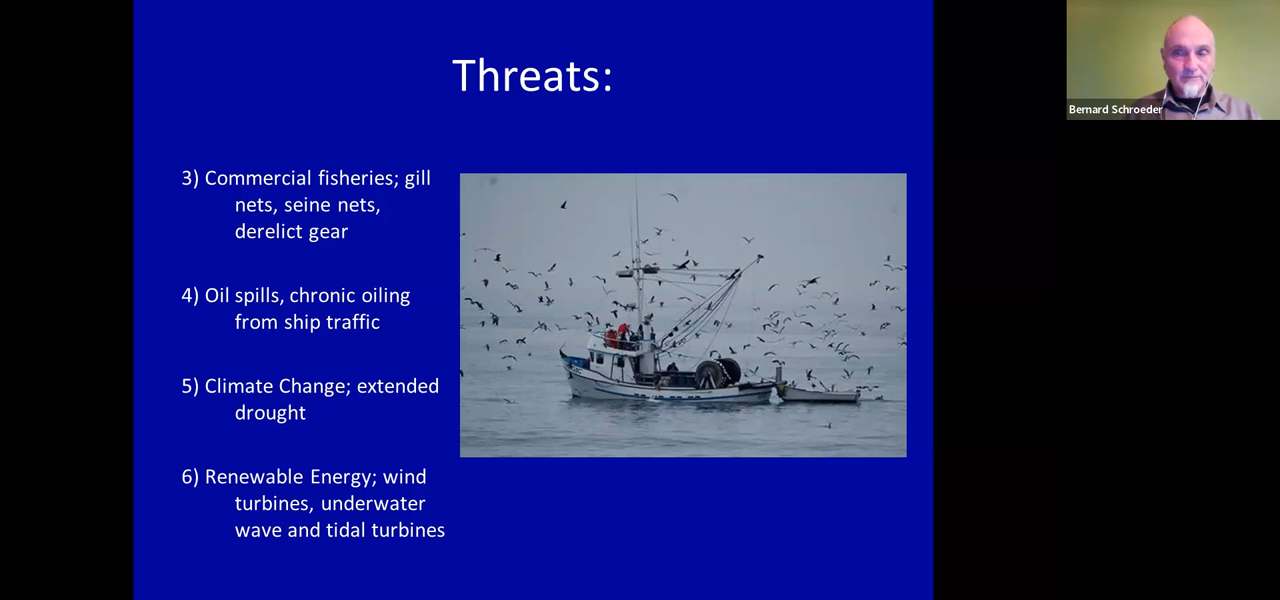 Threats:
3) Commercial fisheries; gill
nets, seine nets,
derelict gear
4) Oil spills, chronic oiling
from ship traffic
5) Climate Change; extended
drought
6) Renewable Energy; wind
turbines, underwater
wave and tidal turbines
Bernard Schroeder